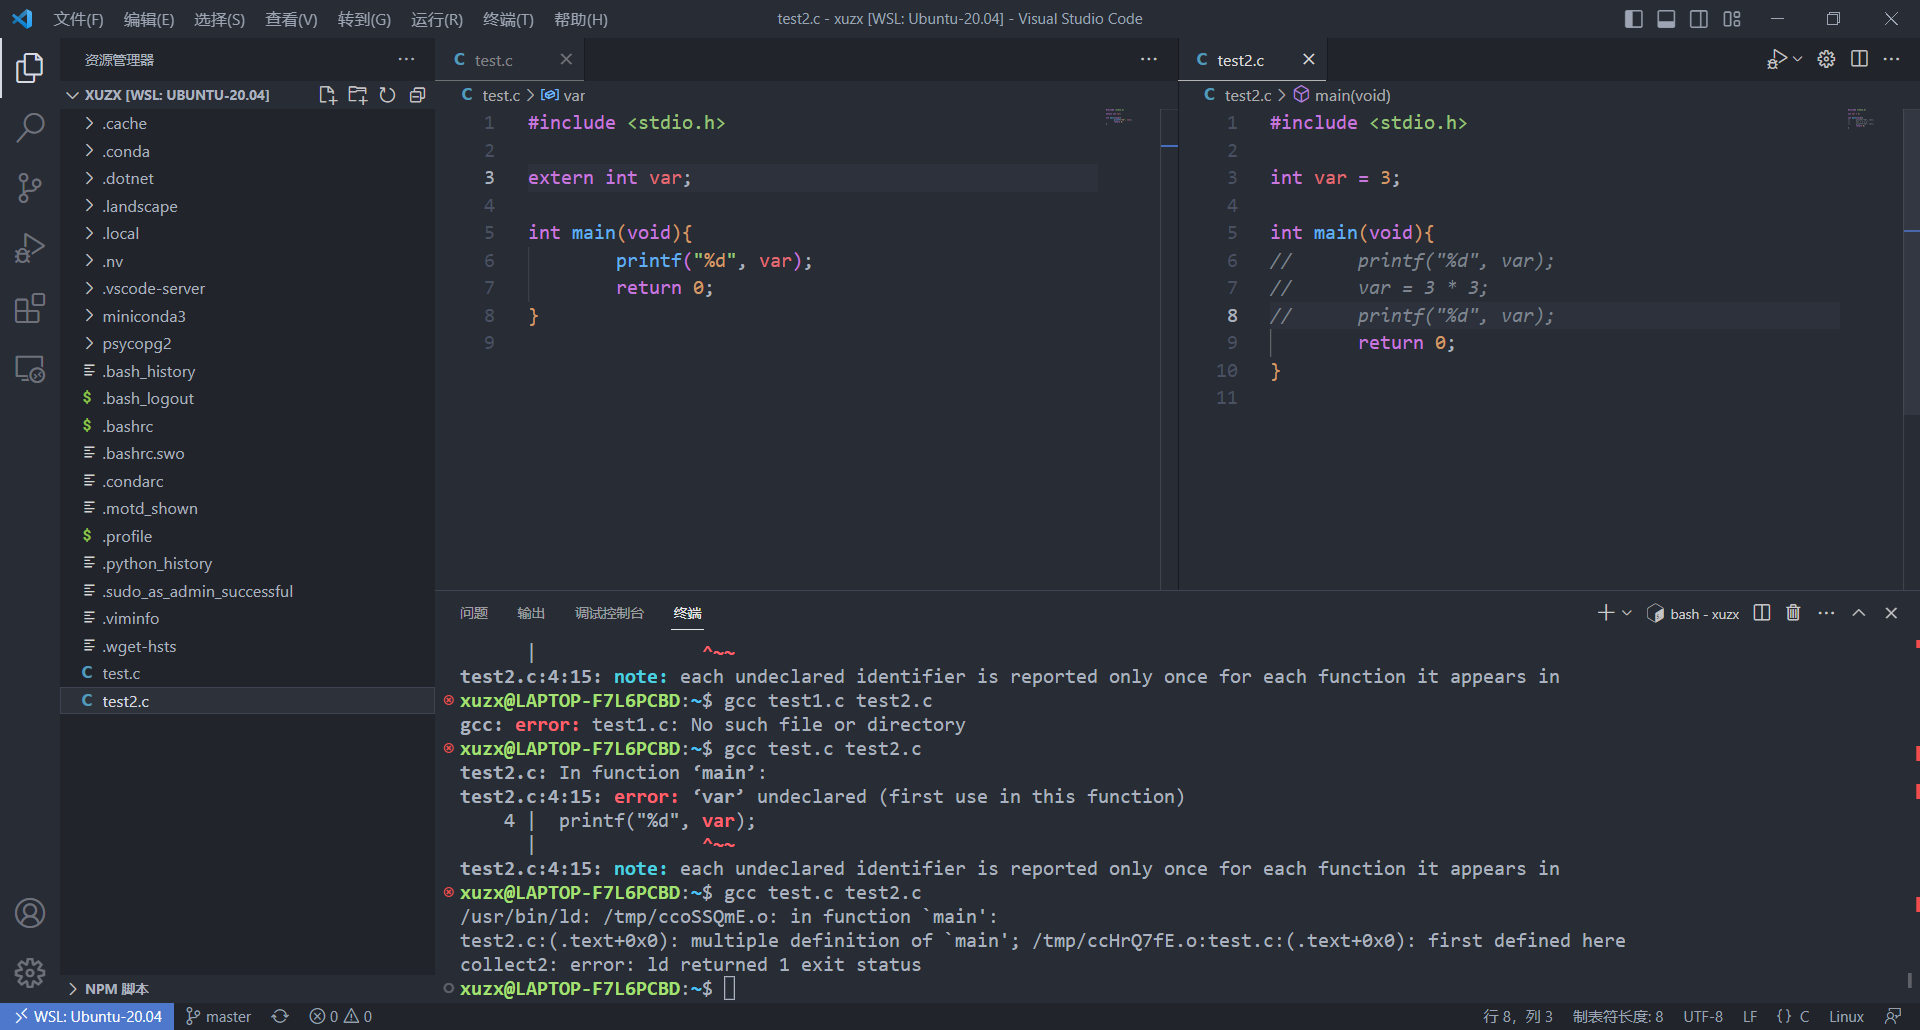 文件(F) 编辑(E) 选择(S) 查看(V) 转到(G) 运行(R) 终端(T) 帮助(H) test2.c - xuzx [WSL: Ubuntu-20.04] - Visual Studio Code
资源管理器
XUZX [WSL: UBUNTU-20.04]
.cache
.conda
.dotnet
.landscape
.local
.nv
.vscode-server
miniconda3
psycopg2
.bash_history
.bash_logout
.bashrc
.bashrc.swo
.condarc
.motd_shown
.profile
.python_history
.sudo_as_admin_successful
.viminfo
.wget-hsts
C test.c
C test2.c
NPM 脚本
C test.c
C test.c > var
1 #include <stdio.h>
2
3 extern int var;
4
5 int main(void){
6 printf("%d", var);
7 return 0;
8 }
9
C test2.c
C test2.c > main(void)
1 #include <stdio.h>
2
3 int var = 3;
4
5 int main(void){
6 // printf("%d", var);
7 // var = 3 * 3;
8 // printf("%d", var);
9 return 0;
10 }
11
问题 输出 调试控制台 终端
bash - xuzx
| ^~~
test2.c:4:15: note: each undeclared identifier is reported only once for each function it appears in
xuzx@LAPTOP-F7L6PCBD:~$ gcc test1.c test2.c
gcc: error: test1.c: No such file or directory
xuzx@LAPTOP-F7L6PCBD:~$ gcc test.c test2.c
test2.c: In function ‘main’:
test2.c:4:15: error: ‘var’ undeclared (first use in this function)
4 | printf("%d", var);
| ^~~
test2.c:4:15: note: each undeclared identifier is reported only once for each function it appears in
xuzx@LAPTOP-F7L6PCBD:~$ gcc test.c test2.c
/usr/bin/ld: /tmp/ccoSSQmE.o: in function `main':
test2.c:(.text+0x0): multiple definition of `main'; /tmp/ccHrQ7fE.o:test.c:(.text+0x0): first defined here
collect2: error: ld returned 1 exit status
xuzx@LAPTOP-F7L6PCBD:~$
WSL: Ubuntu-20.04 master 0 0 行 8，列 3 制表符长度: 8 UTF-8 LF {} C Linux